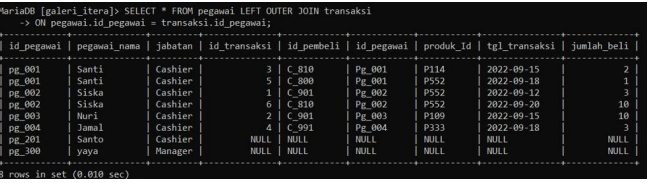 MariaDB [galeri_itera]> SELECT * FROM pegawai LEFT OUTER JOIN transaksi
-> ON pegawai.id_pegawai = transaksi.id_pegawai;
| id_pegawai | pegawai_nama | jabatan | id_transaksi | id_pembeli | id_pegawai | produk_Id | tgl_transaksi | jumlah_beli |
| pg_001 | Santi | Cashier | 3 | C_810 | Pg_001 | P114 | 2022-09-15 | 2 |
| pg_001 | Santi | Cashier | 5 | C_800 | Pg_001 | P552 | 2022-09-18 | 1 |
| pg_002 | Siska | Cashier | 1 | C_901 | Pg_002 | P552 | 2022-09-12 | 3 |
| pg_002 | Siska | Cashier | 6 | C_810 | Pg_002 | P552 | 2022-09-20 | 10 |
| pg_003 | Nuri | Cashier | 2 | C_901 | Pg_003 | P109 | 2022-09-15 | 10 |
| pg_004 | Jamal | Cashier | 4 | C_991 | Pg_004 | P333 | 2022-09-18 | 3 |
| pg_201 | Santo | Cashier | NULL | NULL | NULL | NULL | NULL | NULL |
| pg_300 | yaya | Manager | NULL | NULL | NULL | NULL | NULL | NULL |
8 rows in set (0.010 sec)